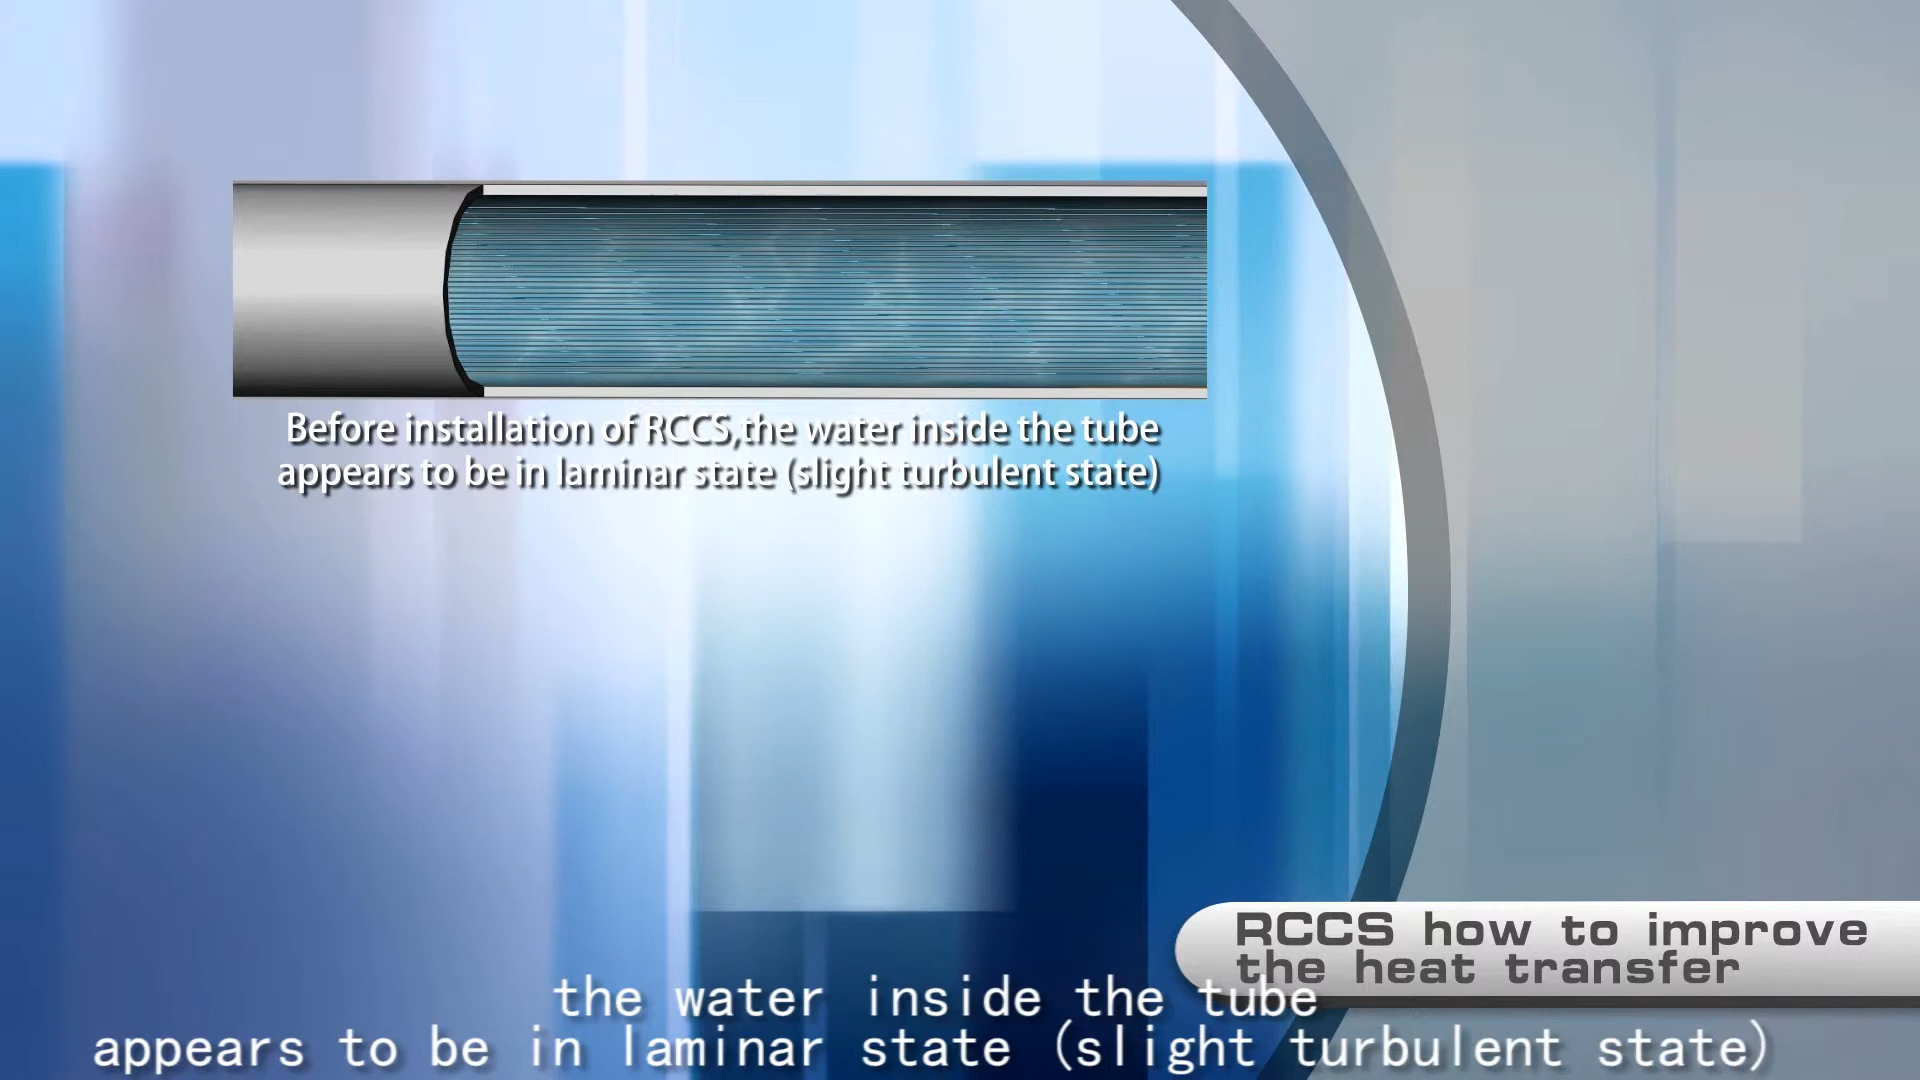 Before installation of RCCS,the water inside the tube
appears to be in laminar state (slight turbulent state)
RCCS how to improve
the heat transfer
the water inside the tube
appears to be in laminar state (slight turbulent state)